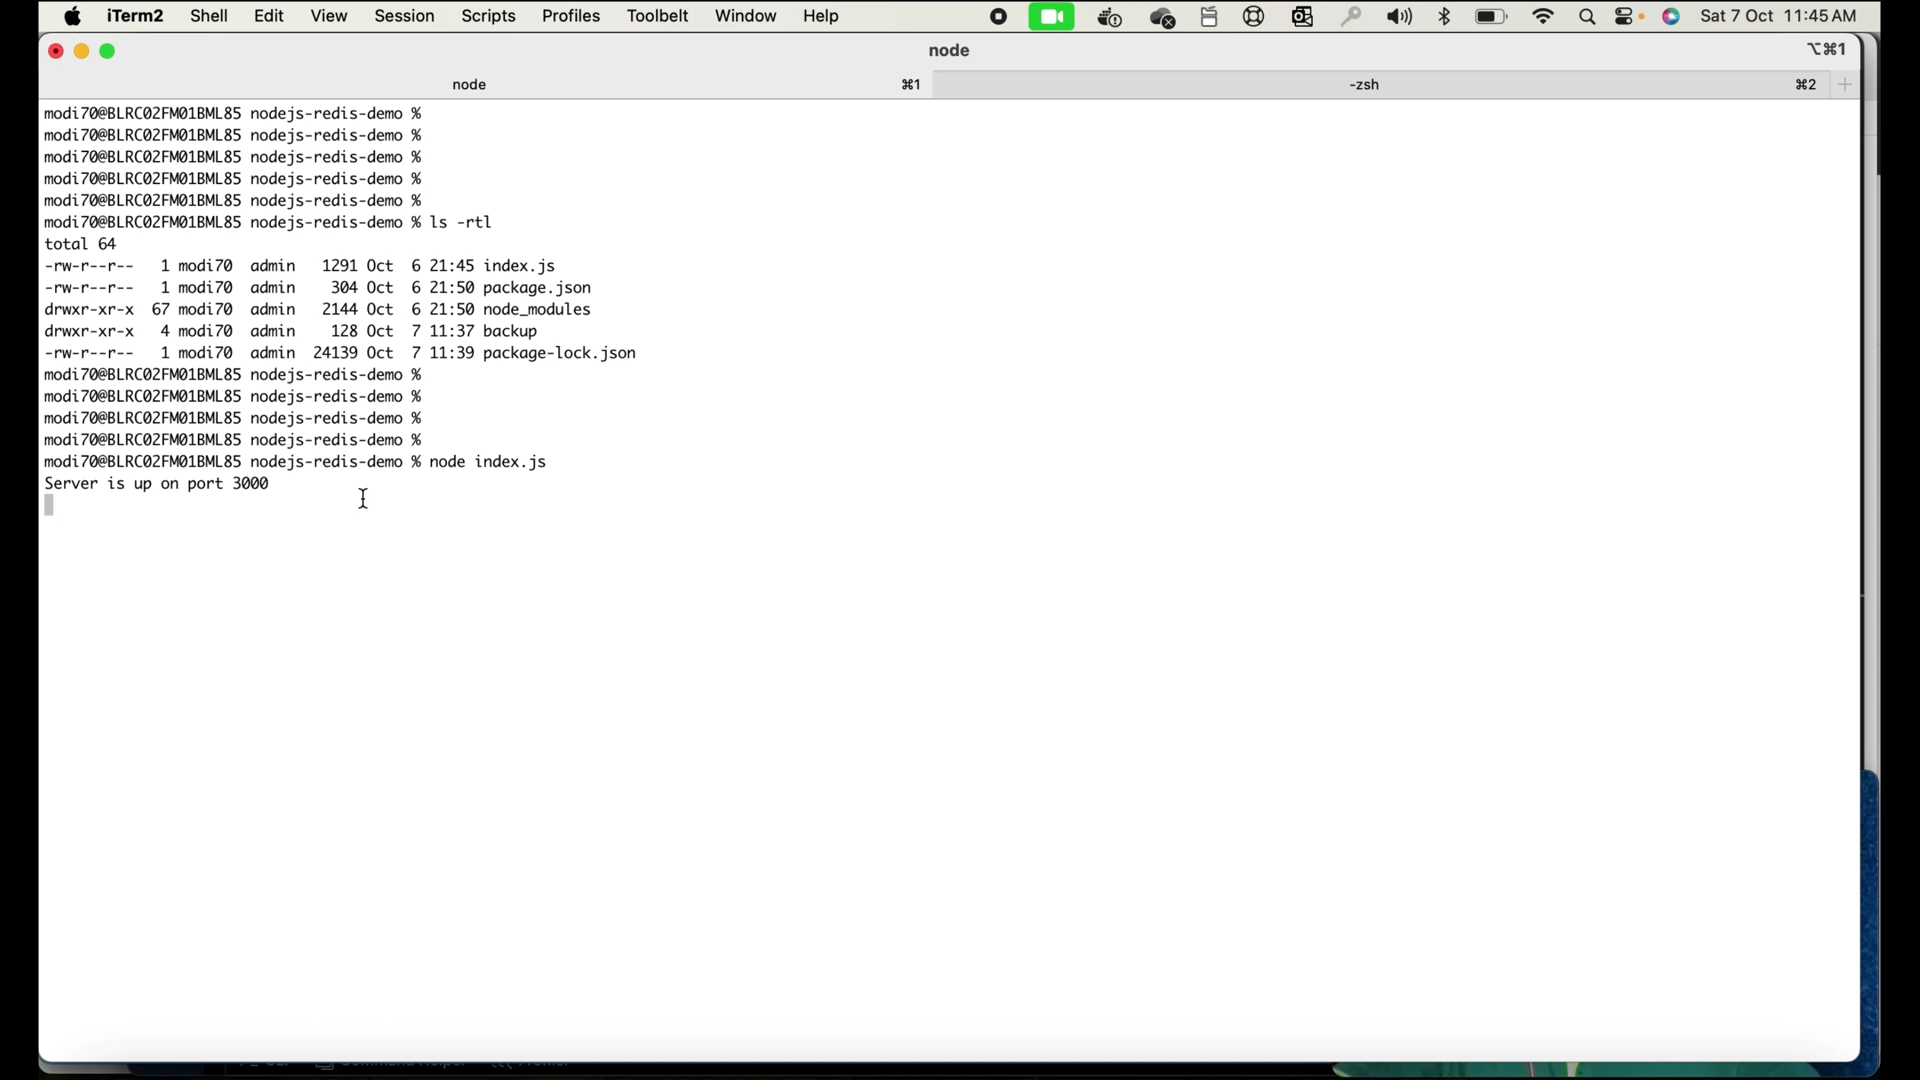 iTerm2 Shell Edit View Session Scripts Profiles Toolbelt Window Help Sat 7 Oct 11:45 AM
node ⌥⌘1
node ⌘1 -zsh ⌘2
modi70@BLRC02FM01BML85 nodejs-redis-demo %
modi70@BLRC02FM01BML85 nodejs-redis-demo %
modi70@BLRC02FM01BML85 nodejs-redis-demo %
modi70@BLRC02FM01BML85 nodejs-redis-demo %
modi70@BLRC02FM01BML85 nodejs-redis-demo %
modi70@BLRC02FM01BML85 nodejs-redis-demo % ls -rtl
total 64
-rw-r--r--   1 modi70  admin   1291 Oct  6 21:45 index.js
-rw-r--r--   1 modi70  admin    304 Oct  6 21:50 package.json
drwxr-xr-x  67 modi70  admin   2144 Oct  6 21:50 node_modules
drwxr-xr-x   4 modi70  admin    128 Oct  7 11:37 backup
-rw-r--r--   1 modi70  admin  24139 Oct  7 11:39 package-lock.json
modi70@BLRC02FM01BML85 nodejs-redis-demo %
modi70@BLRC02FM01BML85 nodejs-redis-demo %
modi70@BLRC02FM01BML85 nodejs-redis-demo %
modi70@BLRC02FM01BML85 nodejs-redis-demo %
modi70@BLRC02FM01BML85 nodejs-redis-demo % node index.js
Server is up on port 3000